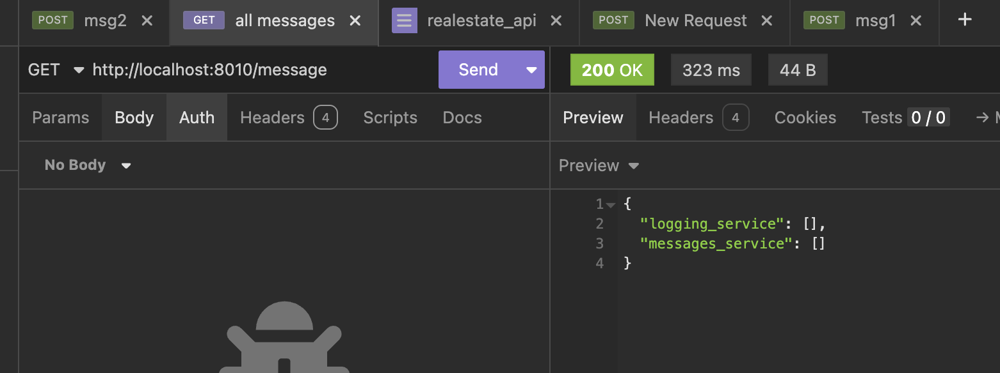 POST msg2 GET all messages realestate_api POST New Request POST msg1
GET http://localhost:8010/message Send 200 OK 323 ms 44 B
Params Body Auth Headers 4 Scripts Docs Preview Headers 4 Cookies Tests 0 / 0
No Body Preview
1 {
2 "logging_service": [],
3 "messages_service": []
4 }